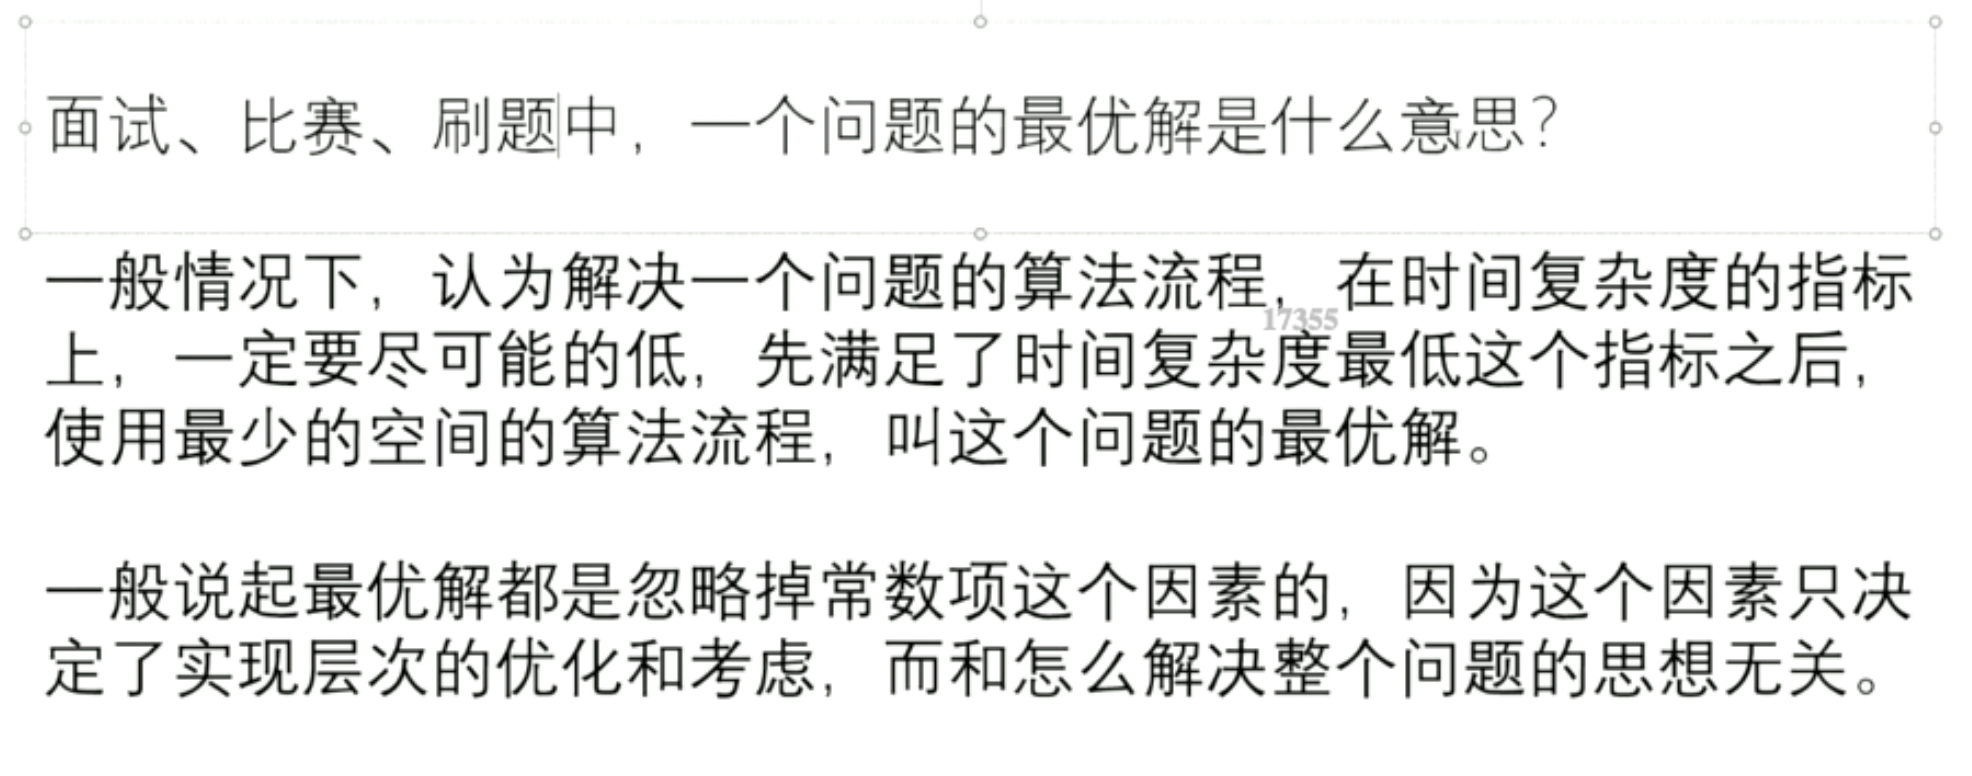 面试、比赛、刷题中，一个问题的最优解是什么意思？
一般情况下，认为解决一个问题的算法流程，在时间复杂度的指标
17355
上，一定要尽可能的低，先满足了时间复杂度最低这个指标之后，
使用最少的空间的算法流程，叫这个问题的最优解。
一般说起最优解都是忽略掉常数项这个因素的，因为这个因素只决
定了实现层次的优化和考虑，而和怎么解决整个问题的思想无关。